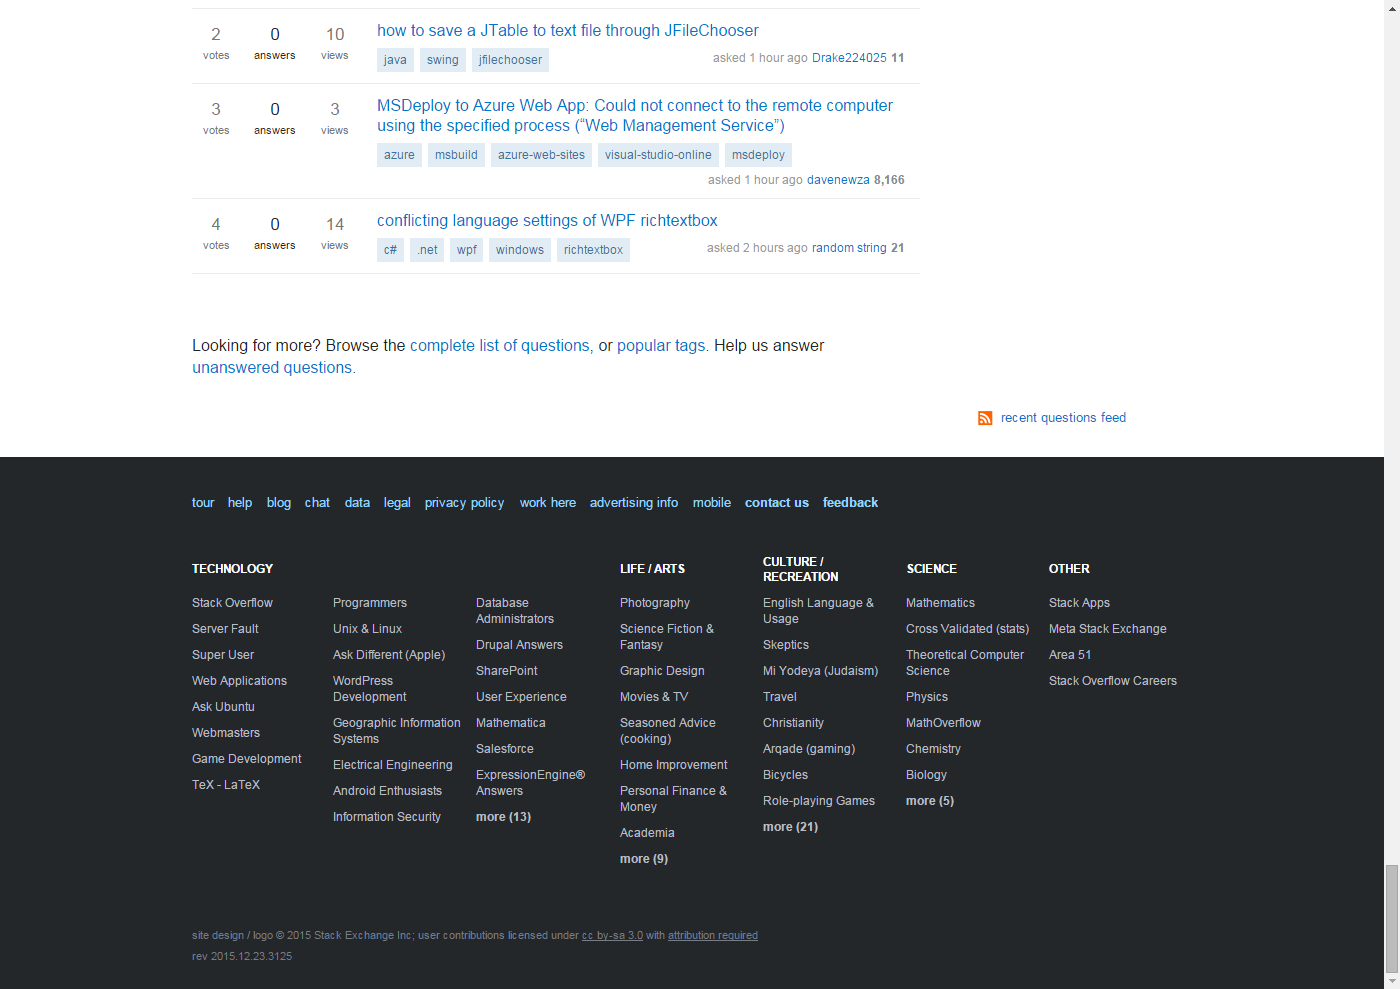 2 0 10 how to save a JTable to text file through JFileChooser
votes answers views java swing jfilechooser asked 1 hour ago Drake224025 11
3 0 3 MSDeploy to Azure Web App: Could not connect to the remote computer
votes answers views using the specified process (“Web Management Service”)
azure msbuild azure-web-sites visual-studio-online msdeploy
asked 1 hour ago davenewza 8,166
4 0 14 conflicting language settings of WPF richtextbox
votes answers views c# .net wpf windows richtextbox asked 2 hours ago random string 21
Looking for more? Browse the complete list of questions, or popular tags. Help us answer
unanswered questions.
recent questions feed
tour help blog chat data legal privacy policy work here advertising info mobile contact us feedback
TECHNOLOGY
Stack Overflow
Server Fault
Super User
Web Applications
Ask Ubuntu
Webmasters
Game Development
TeX - LaTeX
Programmers
Unix & Linux
Ask Different (Apple)
WordPress
Development
Geographic Information
Systems
Electrical Engineering
Android Enthusiasts
Information Security
Database
Administrators
Drupal Answers
SharePoint
User Experience
Mathematica
Salesforce
ExpressionEngine®
Answers
more (13)
LIFE / ARTS
Photography
Science Fiction &
Fantasy
Graphic Design
Movies & TV
Seasoned Advice
(cooking)
Home Improvement
Personal Finance &
Money
Academia
more (9)
CULTURE /
RECREATION
English Language &
Usage
Skeptics
Mi Yodeya (Judaism)
Travel
Christianity
Arqade (gaming)
Bicycles
Role-playing Games
more (21)
SCIENCE
Mathematics
Cross Validated (stats)
Theoretical Computer
Science
Physics
MathOverflow
Chemistry
Biology
more (5)
OTHER
Stack Apps
Meta Stack Exchange
Area 51
Stack Overflow Careers
site design / logo © 2015 Stack Exchange Inc; user contributions licensed under cc by-sa 3.0 with attribution required
rev 2015.12.23.3125